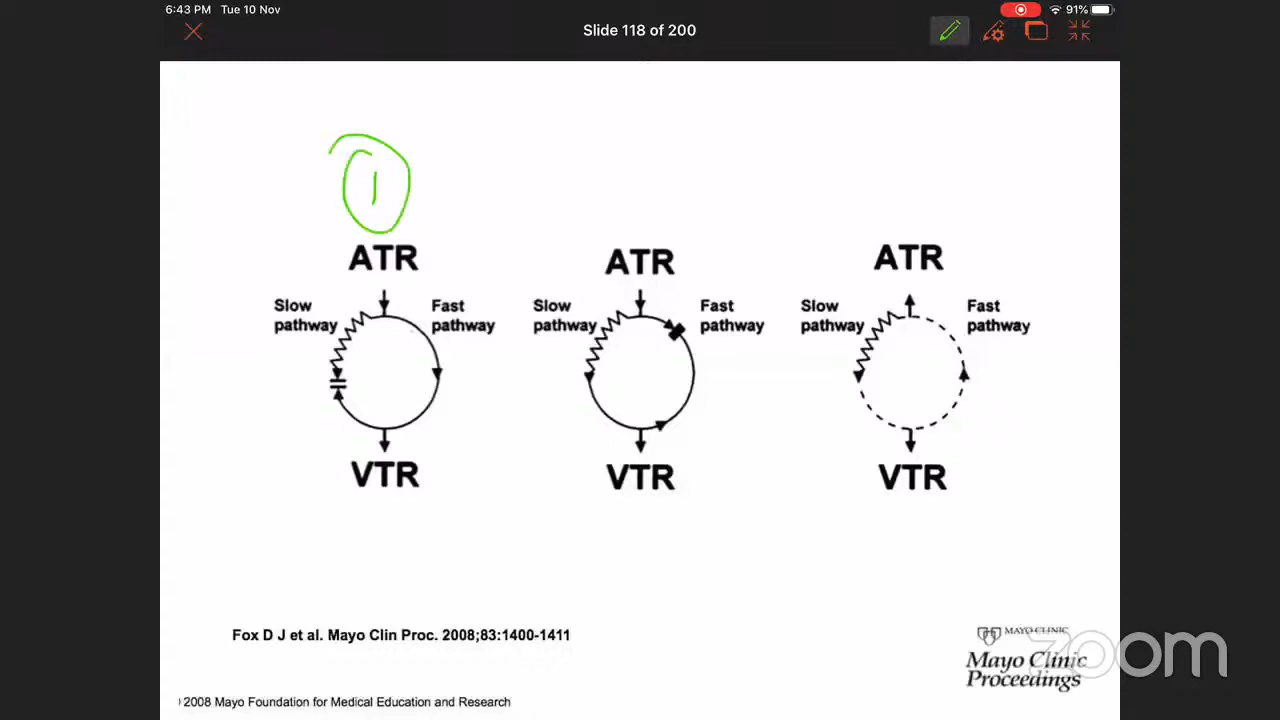 6:43 PM Tue 10 Nov
91%
Slide 118 of 200
1
ATR
Slow
pathway
Fast
pathway
VTR
ATR
Slow
pathway
Fast
pathway
VTR
ATR
Slow
pathway
Fast
pathway
VTR
Fox D J et al. Mayo Clin Proc. 2008;83:1400-1411
MAYO CLINIC
Mayo Clinic
Proceedings
zoom
2008 Mayo Foundation for Medical Education and Research